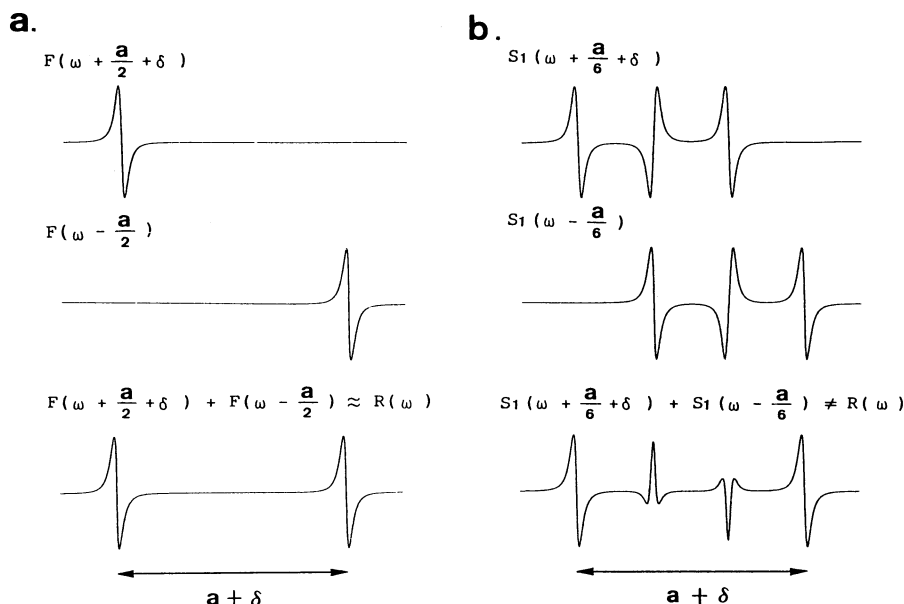 a.
F(ω + a/2 + δ)
F(ω - a/2)
F(ω + a/2 + δ) + F(ω - a/2) ≈ R(ω)
a + δ
b.
S1(ω + a/6 + δ)
S1(ω - a/6)
S1(ω + a/6 + δ) + S1(ω - a/6) ≠ R(ω)
a + δ